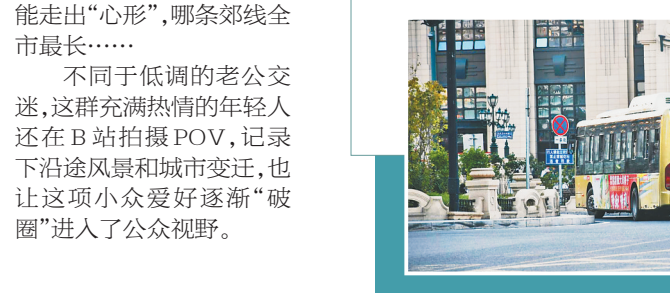 能走出“心形”,哪条郊线全
市最长……
不同于低调的老公交
迷,这群充满热情的年轻人
还在B站拍摄POV,记录
下沿途风景和城市变迁,也
让这项小众爱好逐渐“破
圈”进入了公众视野。